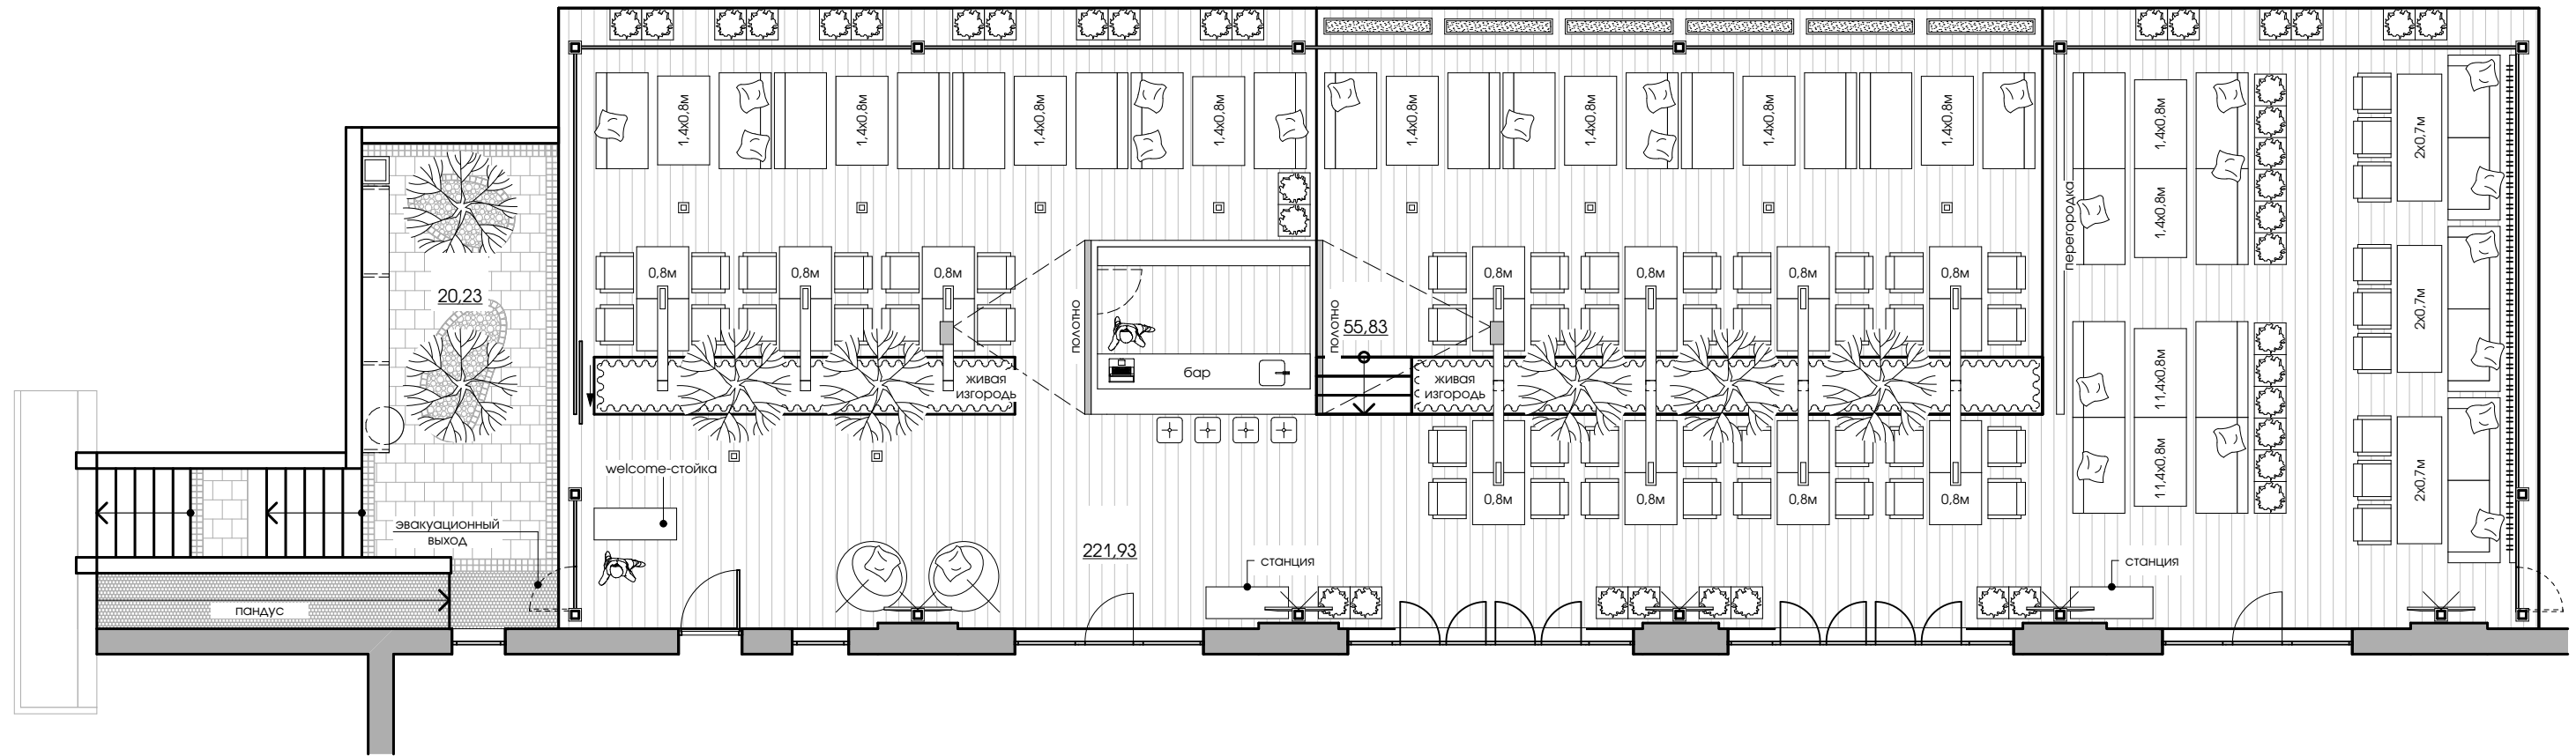 1,4х0,8м
1,4х0,8м
1,4х0,8м
1,4х0,8м
1,4х0,8м
1,4х0,8м
1,4х0,8м
1,4х0,8м
1,4х0,8м
2х0,7м
1,4х0,8м
перегородка
0,8м
0,8м
0,8м
0,8м
0,8м
0,8м
0,8м
20,23
полотно
полотно
55,83
2х0,7м
бар
живая
изгородь
живая
изгородь
11,4х0,8м
11,4х0,8м
2х0,7м
welcome-стойка
0,8м
0,8м
0,8м
0,8м
эвакуационный
выход
221,93
станция
станция
пандус